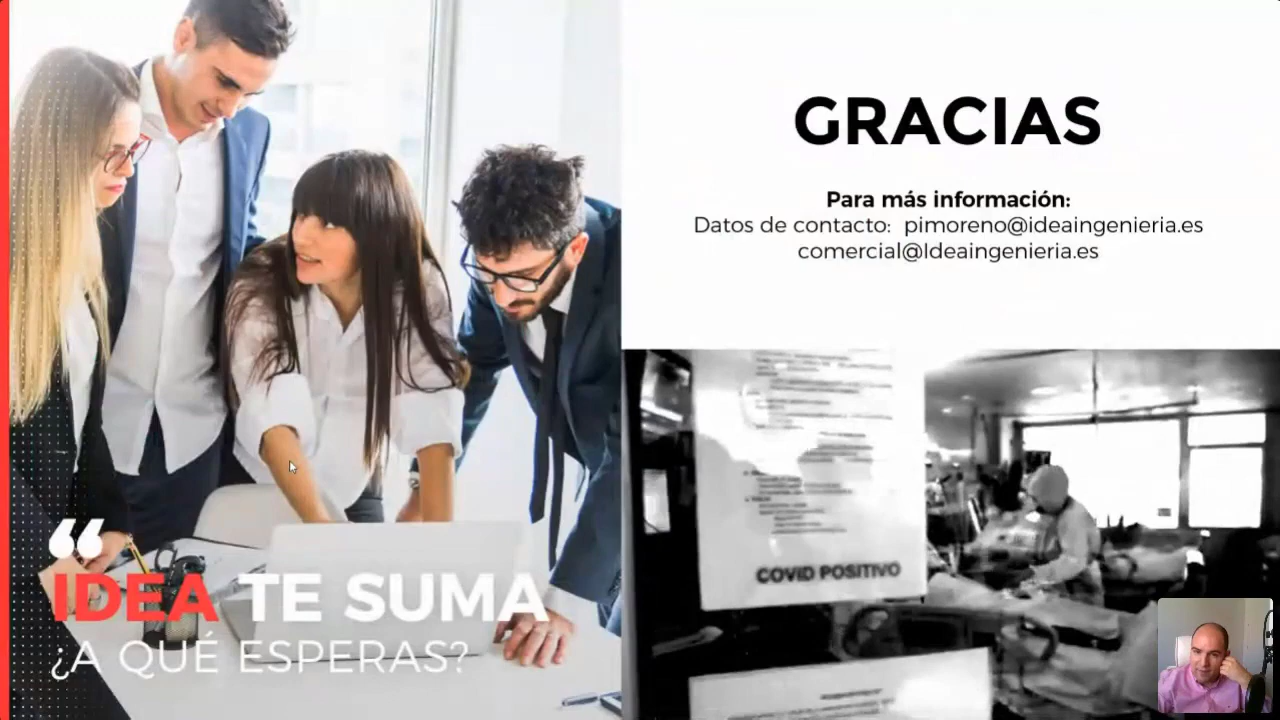 GRACIAS
Para más información:
Datos de contacto: pimoreno@ideaingenieria.es
comercial@Ideaingenieria.es
“
IDEA TE SUMA
¿A QUÉ ESPERAS?
COVID POSITIVO